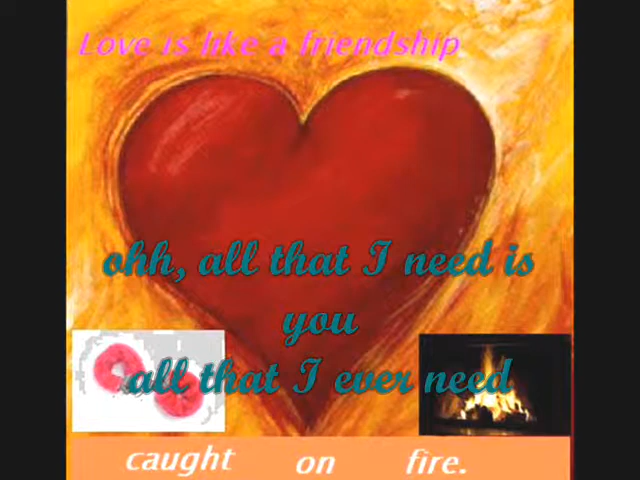 Love is like a friendship
ohh, all that I need is
you
all that I ever need
caught on fire.